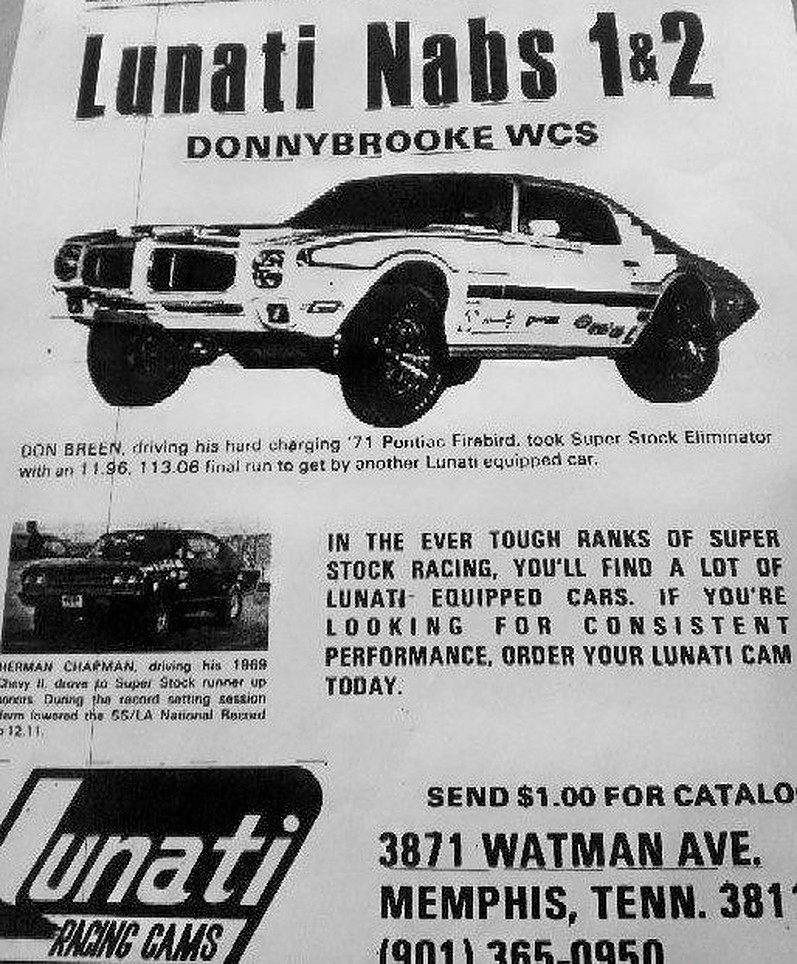 Lunati Nabs 1&2
DONNYBROOKE WCS
DON BREEN, driving his hard charging '71 Pontiac Firebird, took Super Stock Eliminator
with an 11.96, 113.06 final run to get by another Lunati equipped car.
IN THE EVER TOUGH RANKS OF SUPER
STOCK RACING, YOU'LL FIND A LOT OF
LUNATI EQUIPPED CARS. IF YOU'RE
LOOKING FOR CONSISTENT
PERFORMANCE, ORDER YOUR LUNATI CAM
TODAY.
HERMAN CHAPMAN, driving his 1969
Chevy II, drove to Super Stock runner up
honors. During the record setting session
Herm lowered the SS/LA National Record
o 12.11.
Lunati
RACING CAMS
SEND $1.00 FOR CATALO
3871 WATMAN AVE.
MEMPHIS, TENN. 381
(901) 365-0950